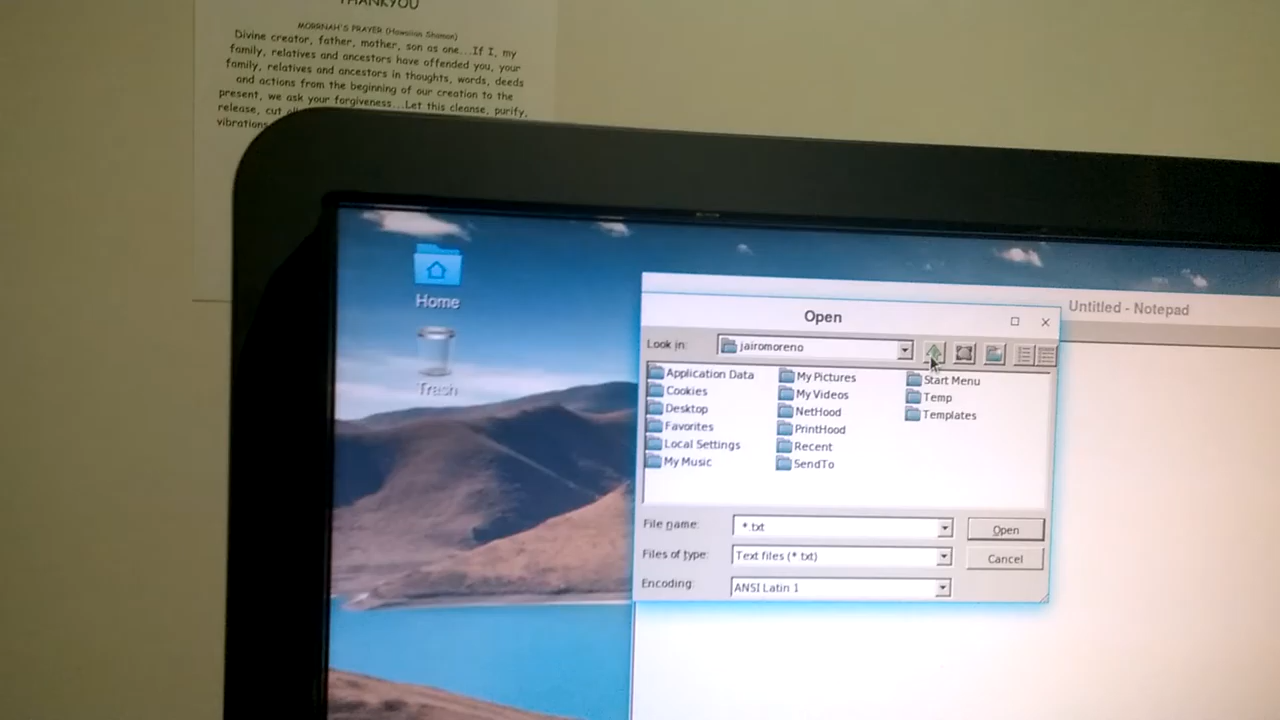 THANKYOU
MORRNAH'S PRAYER (Hawaiian Shaman)
Divine creator, father, mother, son as one...If I, my
family, relatives and ancestors have offended you, your
family, relatives and ancestors in thoughts, words, deeds
and actions from the beginning of our creation to the
present, we ask your forgiveness...Let this cleanse, purify,
release, cut
vibrations
Home
Trash
Untitled - Notepad
Open
Look in: jairomoreno
Application Data My Pictures Start Menu
Cookies My Videos Temp
Desktop NetHood Templates
Favorites PrintHood
Local Settings Recent
My Music SendTo
File name: *.txt Open
Files of type: Text files (*.txt) Cancel
Encoding: ANSI Latin 1